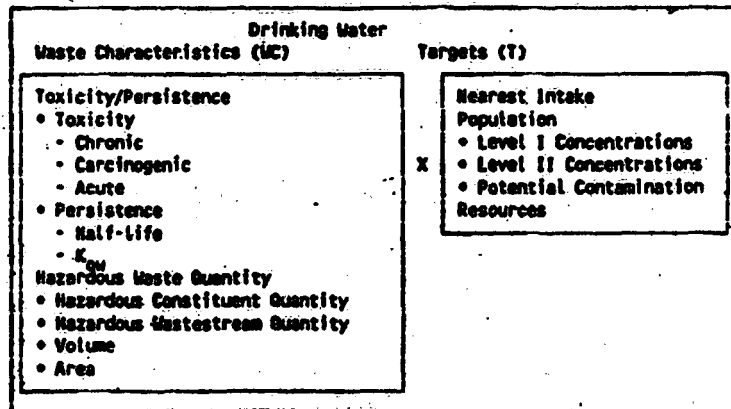 Drinking Water
Waste Characteristics (WC)
Targets (T)
Toxicity/Persistence
• Toxicity
- Chronic
- Carcinogenic
- Acute
• Persistence
- Half-Life
- Kow
Hazardous Waste Quantity
• Hazardous Constituent Quantity
• Hazardous Wastestream Quantity
• Volume
• Area
X
Nearest Intake
Population
• Level I Concentrations
• Level II Concentrations
• Potential Contamination
Resources